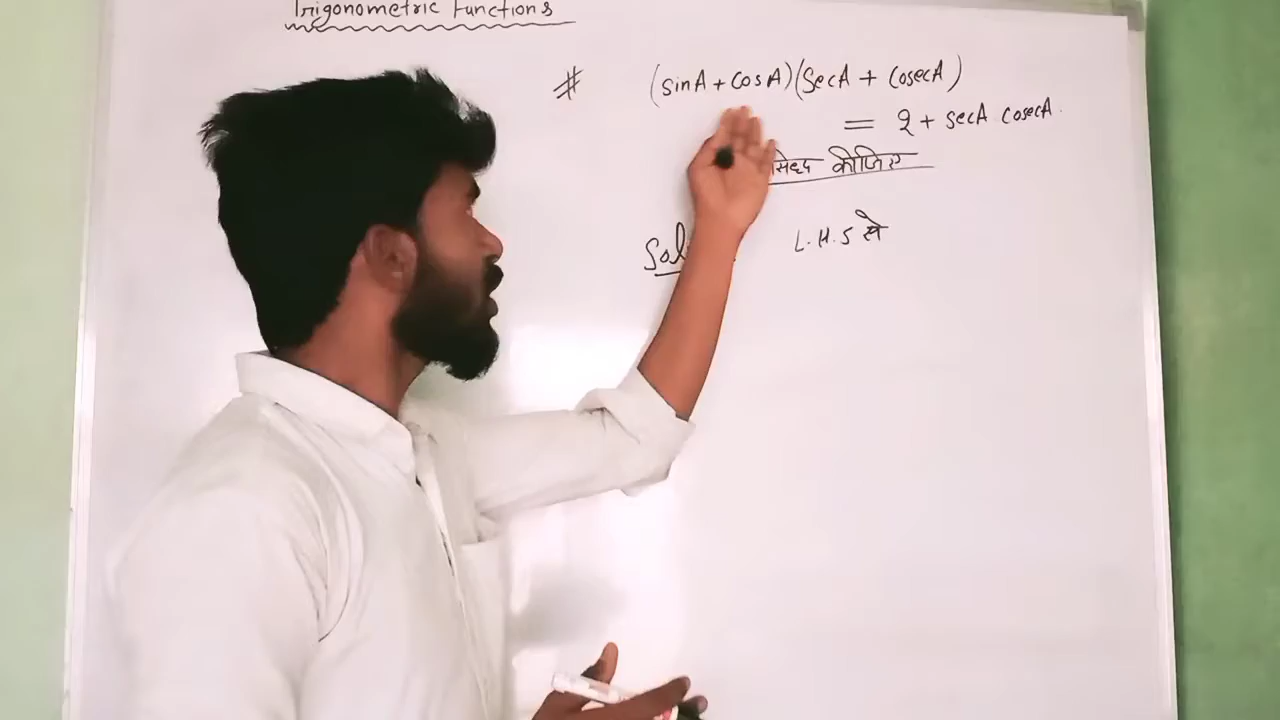 Trigonometric Functions
# (sinA + cosA)(SecA + CosecA)
= 2 + secA cosecA.
सिध्द कीजिए
L.H.S से